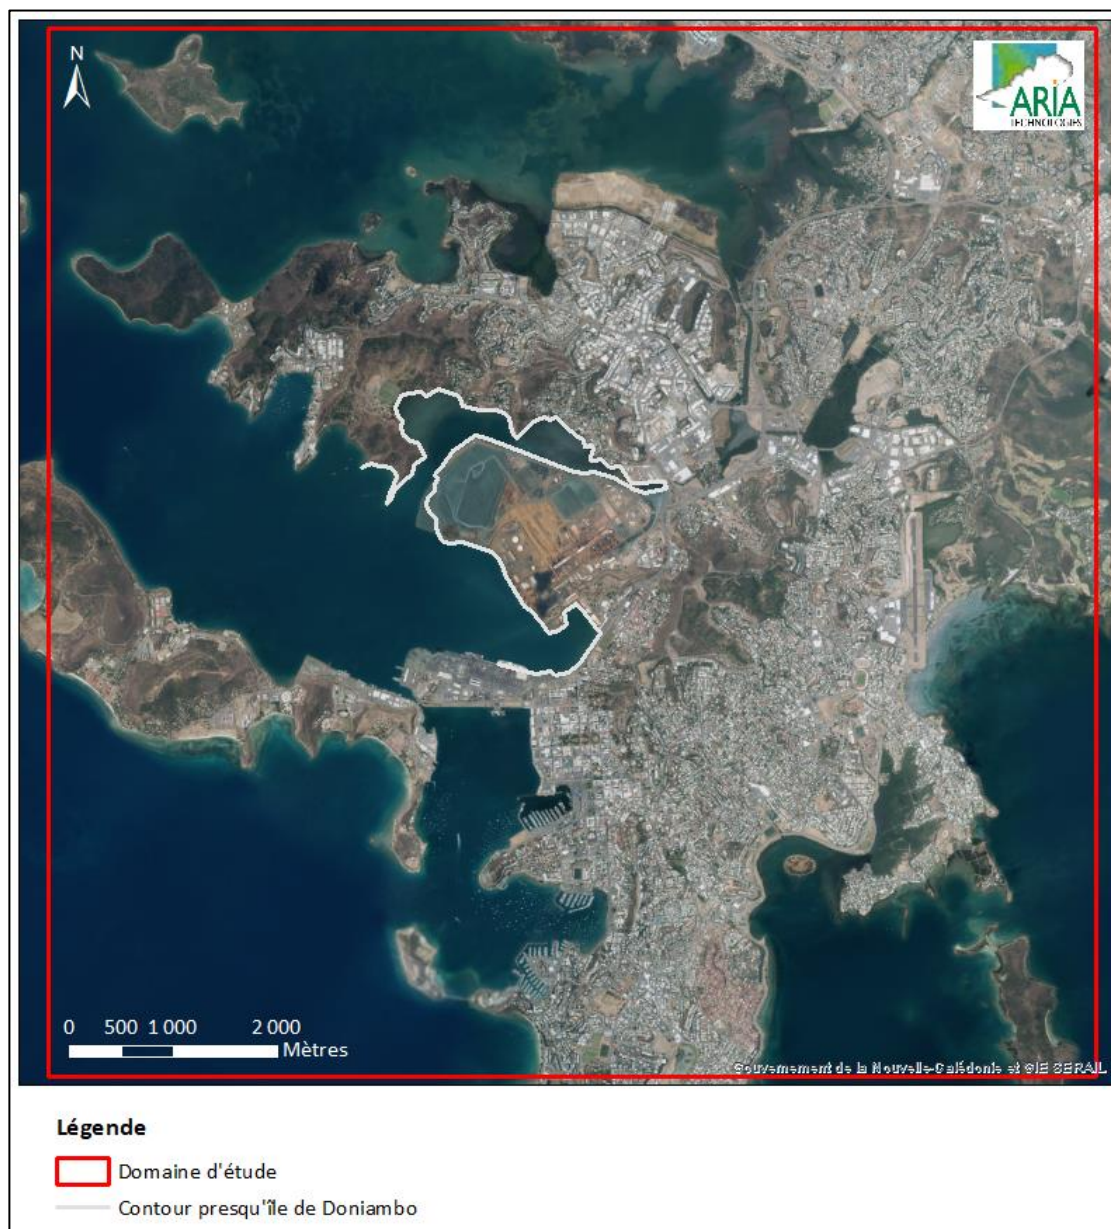 N
ARIA
TECHNOLOGIES
0 500 1 000 2 000
Mètres
Gouvernement de la Nouvelle-Calédonie et GIE SERAIL
Légende
Domaine d'étude
Contour presqu'île de Doniambo